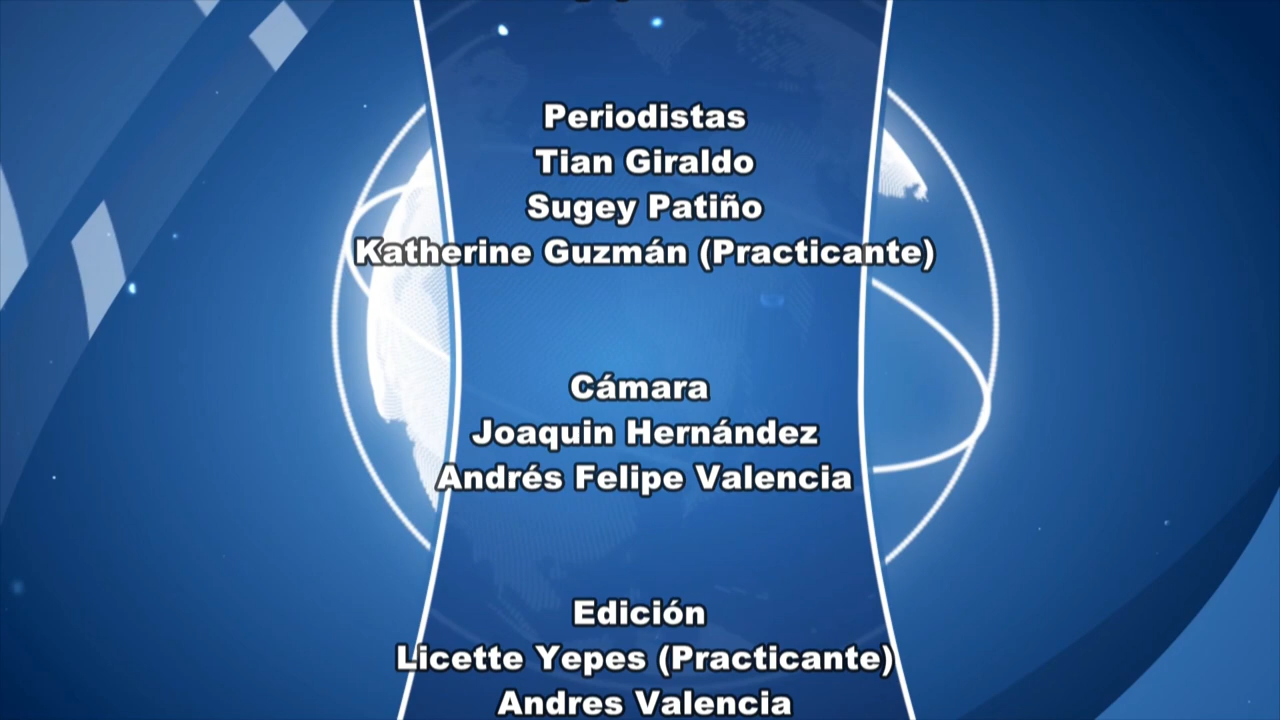 Periodistas
Tian Giraldo
Sugey Patiño
Katherine Guzmán (Practicante)
Cámara
Joaquin Hernández
Andrés Felipe Valencia
Edición
Licette Yepes (Practicante)
Andres Valencia